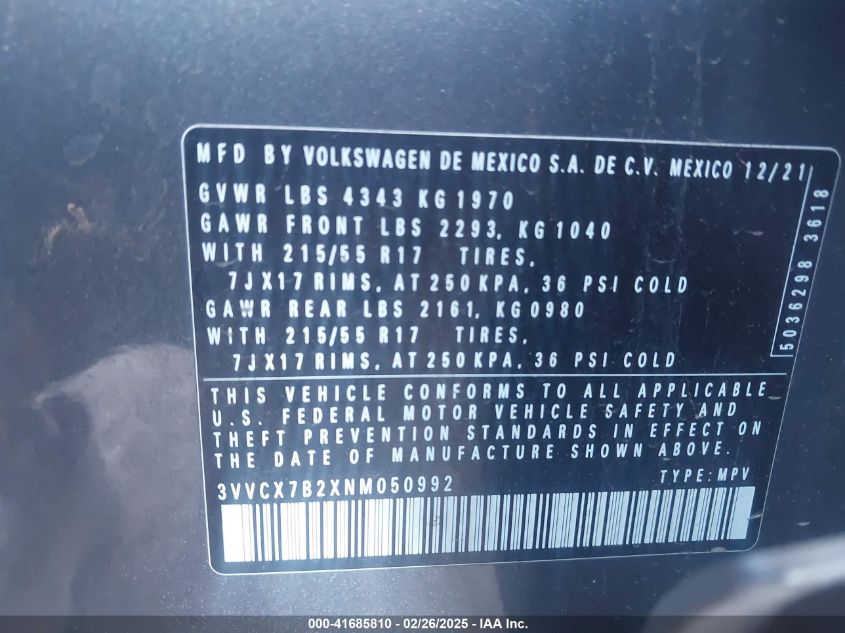 MFD BY VOLKSWAGEN DE MEXICO S.A. DE C.V. MEXICO 12/21
GVWR LBS 4343 KG 1970
GAWR FRONT LBS 2293, KG 1040
WITH 215/55 R17 TIRES,
7JX17 RIMS, AT 250 KPA, 36 PSI COLD
GAWR REAR LBS 2161, KG 0980
WITH 215/55 R17 TIRES,
7JX17 RIMS, AT 250 KPA, 36 PSI COLD
5036298 3618
THIS VEHICLE CONFORMS TO ALL APPLICABLE
U.S. FEDERAL MOTOR VEHICLE SAFETY AND
THEFT PREVENTION STANDARDS IN EFFECT ON
THE DATE OF MANUFACTURE SHOWN ABOVE.
3VVCX7B2XNM050992 TYPE: MPV
000-41685810 - 02/26/2025 - IAAI, Inc.